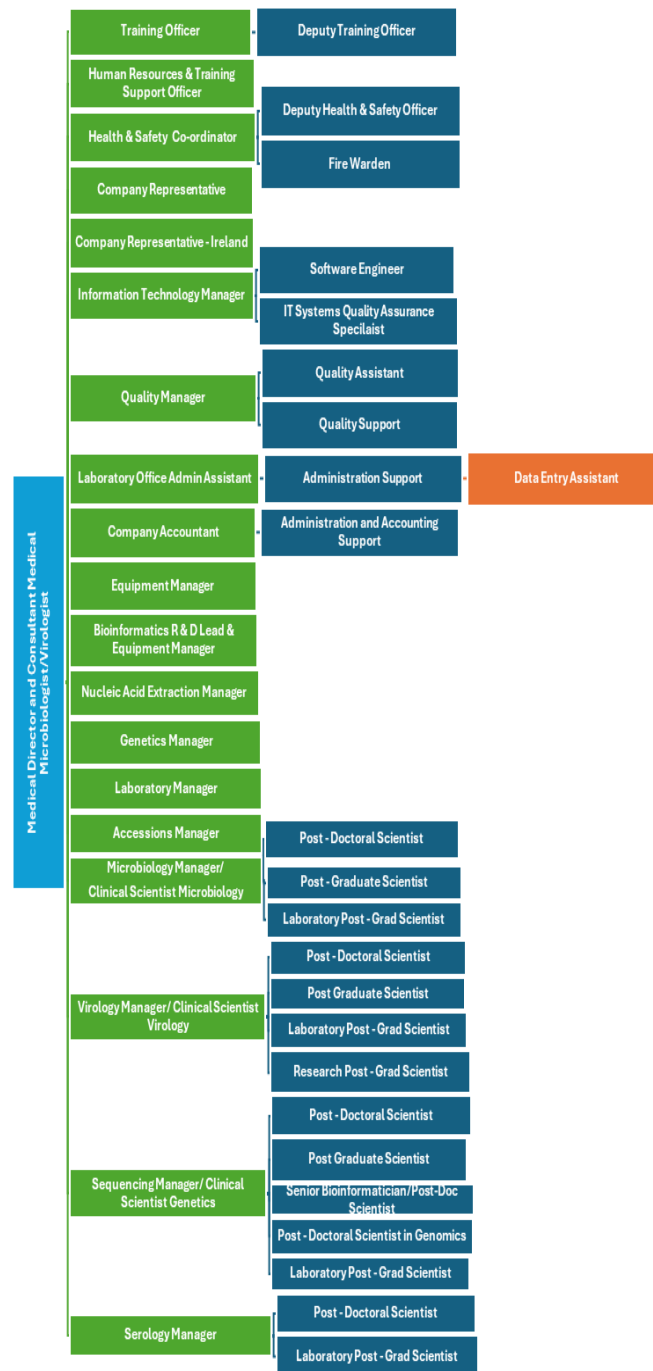 Training Officer
Deputy Training Officer
Human Resources & Training
Support Officer
Health & Safety Co-ordinator
Deputy Health & Safety Officer
Fire Warden
Company Representative
Company Representative - Ireland
Information Technology Manager
Software Engineer
IT Systems Quality Assurance
Specilaist
Quality Manager
Quality Assistant
Quality Support
Laboratory Office Admin Assistant
Administration Support
Data Entry Assistant
Company Accountant
Administration and Accounting
Support
Equipment Manager
Bioinformatics R & D Lead &
Equipment Manager
Nucleic Acid Extraction Manager
Genetics Manager
Laboratory Manager
Accessions Manager
Microbiology Manager/
Clinical Scientist Microbiology
Post - Doctoral Scientist
Post - Graduate Scientist
Laboratory Post - Grad Scientist
Virology Manager/ Clinical Scientist
Virology
Post - Doctoral Scientist
Post Graduate Scientist
Laboratory Post - Grad Scientist
Research Post - Grad Scientist
Sequencing Manager/ Clinical
Scientist Genetics
Post - Doctoral Scientist
Post Graduate Scientist
Senior Bioinformatician/Post-Doc
Scientist
Post - Doctoral Scientist in Genomics
Laboratory Post - Grad Scientist
Serology Manager
Post - Doctoral Scientist
Laboratory Post - Grad Scientist
Medical Director and Consultant Medical
Microbiologist/Virologist